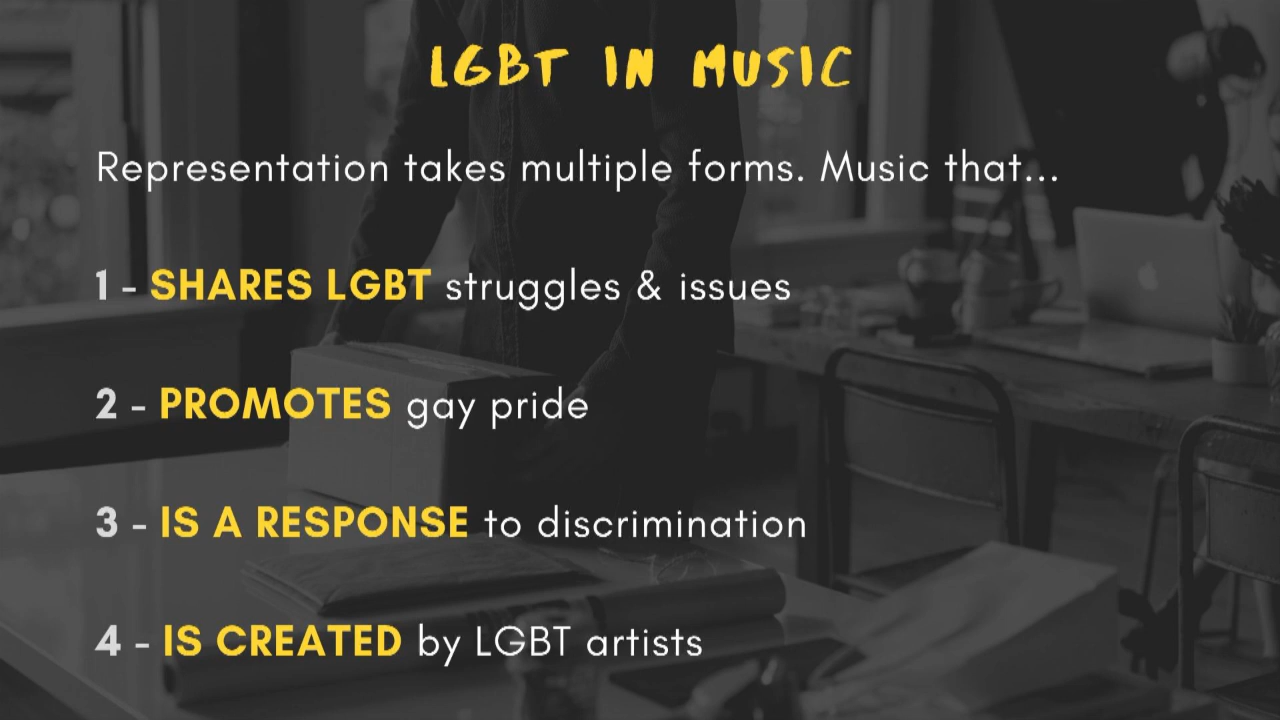 LGBT IN MUSIC
Representation takes multiple forms. Music that...
1 - SHARES LGBT struggles & issues
2 - PROMOTES gay pride
3 - IS A RESPONSE to discrimination
4 - IS CREATED by LGBT artists